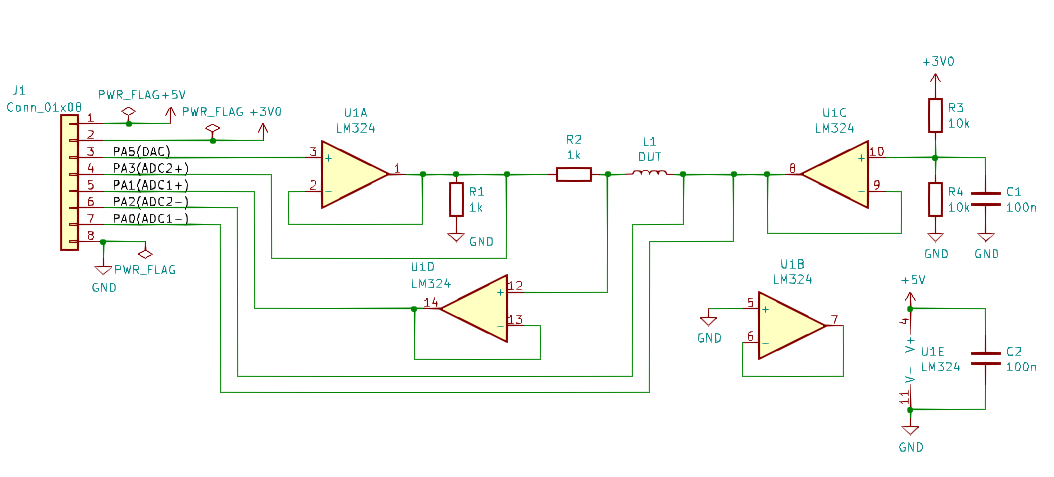 J1
Conn_01x08
PWR_FLAG
+5V
PWR_FLAG
+3V0
1
2
3
PA5(DAC)
4
PA3(ADC2+)
5
PA1(ADC1+)
6
PA2(ADC2-)
7
PA0(ADC1-)
8
PWR_FLAG
GND
U1A
LM324
3
+
2
−
1
R1
1k
GND
R2
1k
L1
DUT
U1C
LM324
8
10
+
9
−
+3V0
R3
10k
R4
10k
C1
100n
GND
GND
U1D
LM324
14
12
+
13
−
U1B
LM324
5
+
6
−
7
GND
+5V
4
V+
U1E
LM324
V-
11
C2
100n
GND